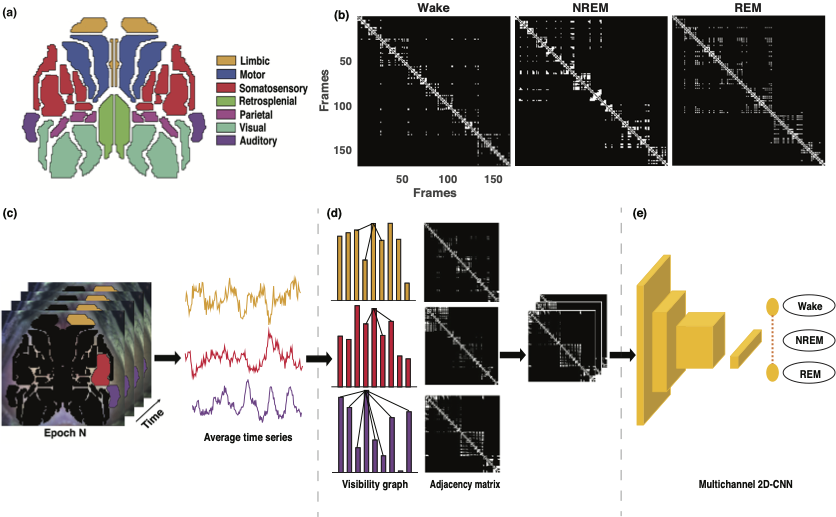 (a)
Limbic
Motor
Somatosensory
Retrosplenial
Parietal
Visual
Auditory
(b)
Wake
NREM
REM
Frames
50
100
150
50
100
150
Frames
(c)
Epoch N
Time
Average time series
(d)
Visibility graph
Adjacency matrix
(e)
Wake
NREM
REM
Multichannel 2D-CNN